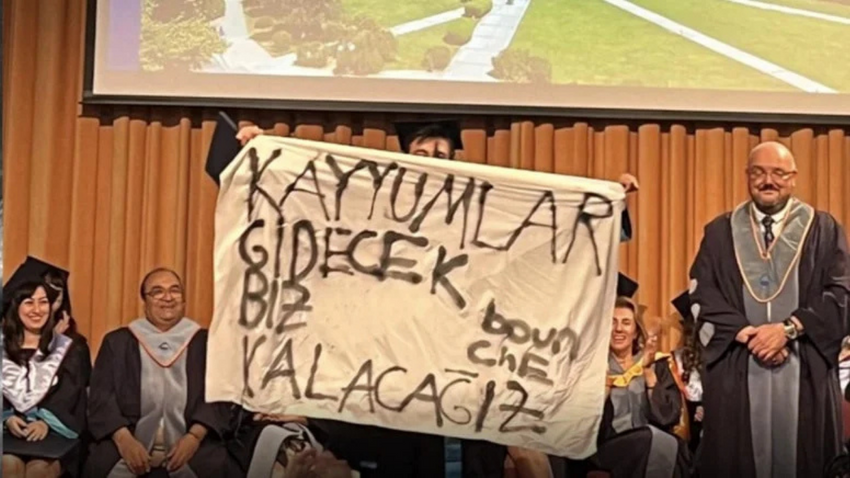 KAYYUMLAR
GİDECEK
BİZ
KALACAĞIZ
boun
ChE